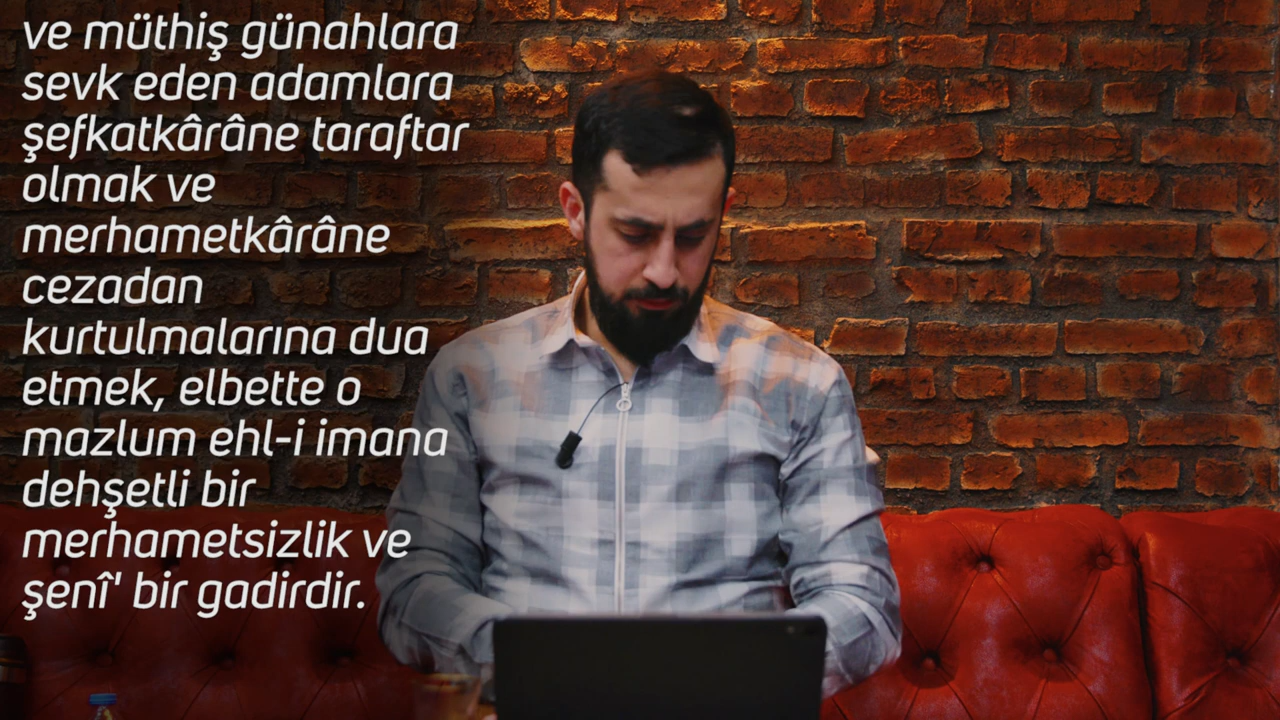 ve müthiş günahlara
sevk eden adamlara
şefkatkârâne taraftar
olmak ve
merhametkârâne
cezadan
kurtulmalarına dua
etmek, elbette o
mazlum ehl-i imana
dehşetli bir
merhametsizlik ve
şenî' bir gadirdir.